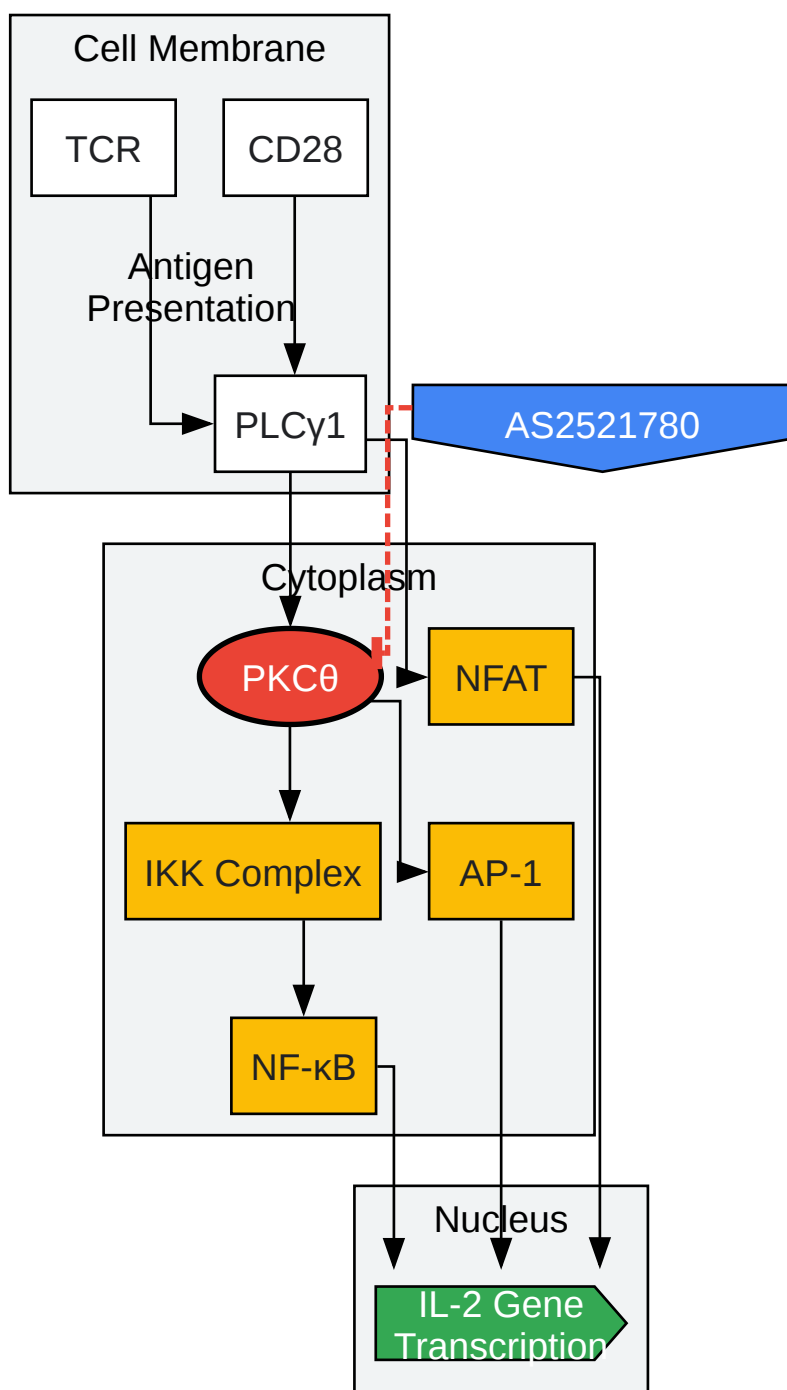 Cell Membrane
TCR
CD28
Antigen
Presentation
PLCγ1
AS2521780
Cytoplasm
PKCθ
NFAT
IKK Complex
AP-1
NF-κB
Nucleus
IL-2 Gene
Transcription